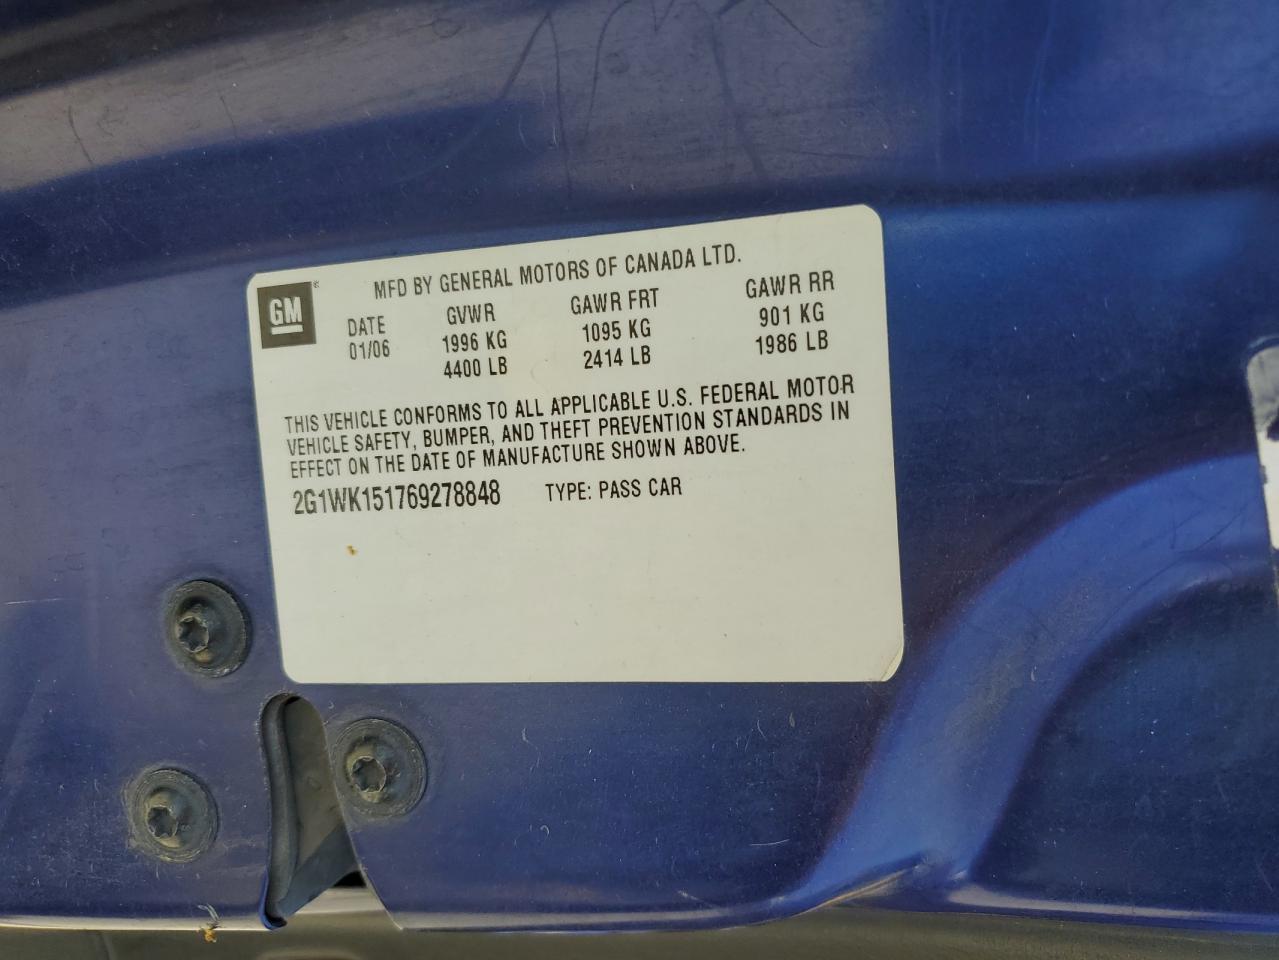 GM ®
MFD BY GENERAL MOTORS OF CANADA LTD.
DATE GVWR GAWR FRT GAWR RR
01/06 1996 KG 1095 KG 901 KG
4400 LB 2414 LB 1986 LB
THIS VEHICLE CONFORMS TO ALL APPLICABLE U.S. FEDERAL MOTOR
VEHICLE SAFETY, BUMPER, AND THEFT PREVENTION STANDARDS IN
EFFECT ON THE DATE OF MANUFACTURE SHOWN ABOVE.
2G1WK151769278848 TYPE: PASS CAR